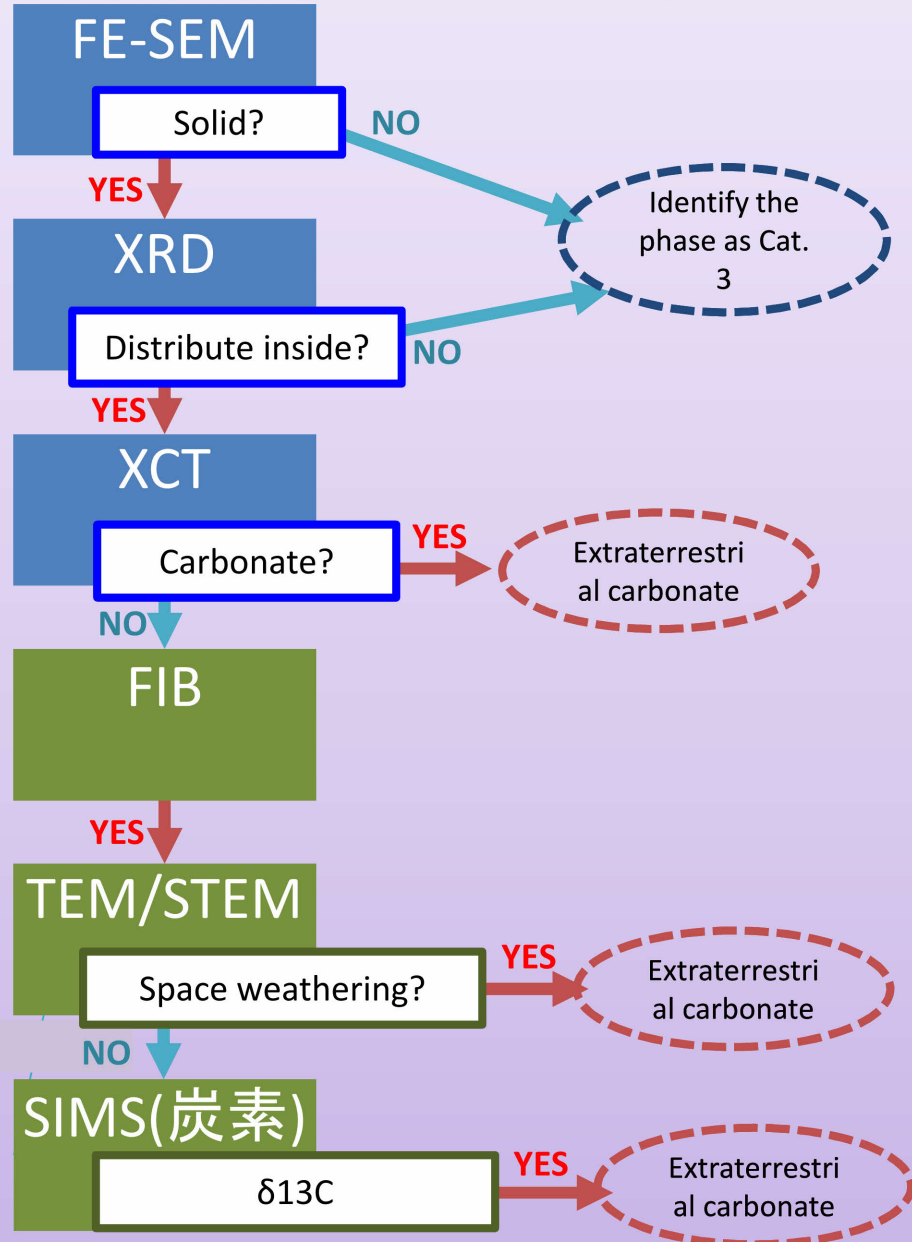 FE-SEM
Solid?
NO
YES
Identify the
phase as Cat.
3
XRD
Distribute inside?
NO
YES
XCT
Carbonate?
YES
Extraterrestri
al carbonate
NO
FIB
YES
TEM/STEM
Space weathering?
YES
Extraterrestri
al carbonate
NO
SIMS(炭素)
δ13C
YES
Extraterrestri
al carbonate